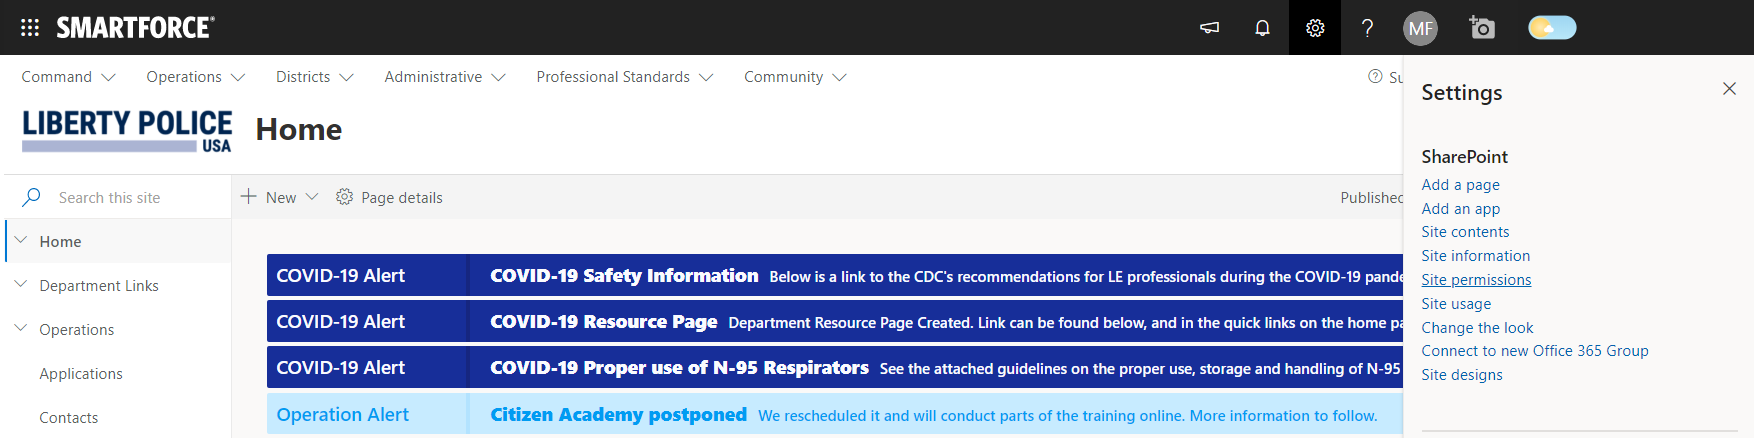 SMARTFORCE®
MF
Command Operations Districts Administrative Professional Standards Community
Settings
LIBERTY POLICE
USA
Home
SharePoint
Add a page
Add an app
Site contents
Site information
Site permissions
Site usage
Change the look
Connect to new Office 365 Group
Site designs
Search this site
New Page details Published
Home
Department Links
Operations
Applications
Contacts
COVID-19 Alert COVID-19 Safety Information Below is a link to the CDC's recommendations for LE professionals during the COVID-19 pande
COVID-19 Alert COVID-19 Resource Page Department Resource Page Created. Link can be found below, and in the quick links on the home pa
COVID-19 Alert COVID-19 Proper use of N-95 Respirators See the attached guidelines on the proper use, storage and handling of N-95
Operation Alert Citizen Academy postponed We rescheduled it and will conduct parts of the training online. More information to follow.